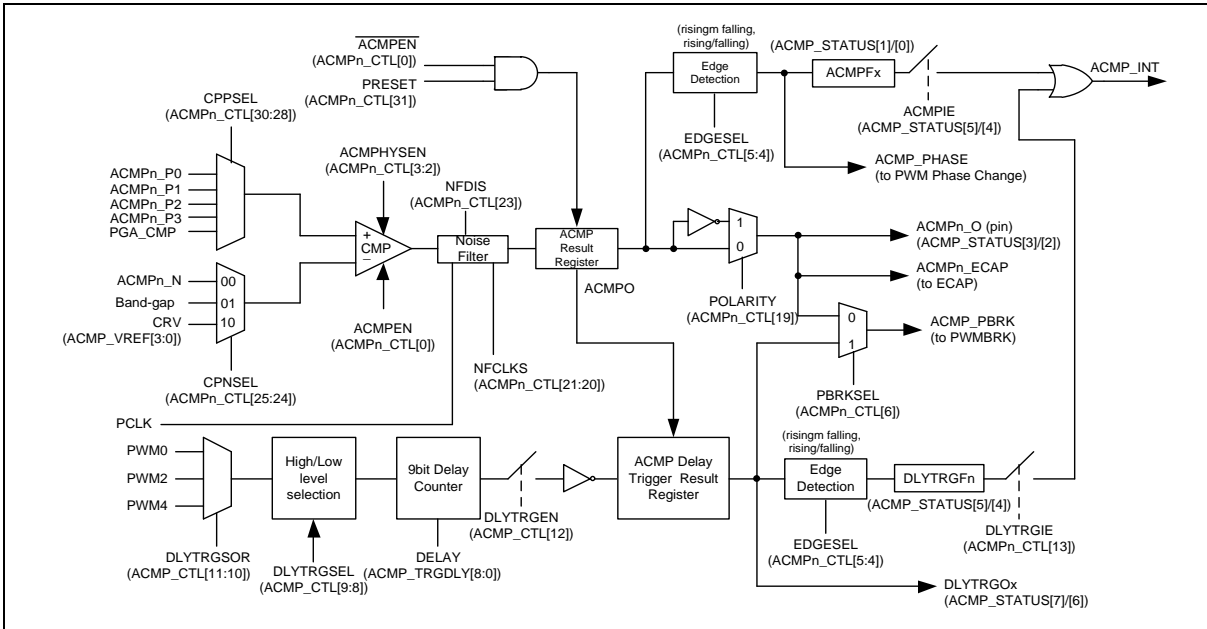 ACMPEN
(ACMPn_CTL[0])
PRESET
(ACMPn_CTL[31])
(risingm falling,
rising/falling)
Edge
Detection
EDGESEL
(ACMPn_CTL[5:4])
(ACMP_STATUS[1]/[0])
ACMPFx
ACMPIE
(ACMP_STATUS[5]/[4])
ACMP_INT
ACMP_PHASE
(to PWM Phase Change)
CPPSEL
(ACMPn_CTL[30:28])
ACMPn_P0
ACMPn_P1
ACMPn_P2
ACMPn_P3
PGA_CMP
ACMPHYSEN
(ACMPn_CTL[3:2])
+
CMP
−
NFDIS
(ACMPn_CTL[23])
Noise
Filter
ACMP
Result
Register
ACMPO
1
0
POLARITY
(ACMPn_CTL[19])
ACMPn_O (pin)
(ACMP_STATUS[3]/[2])
ACMPn_ECAP
(to ECAP)
ACMPn_N
Band-gap
CRV
(ACMP_VREF[3:0])
00
01
10
CPNSEL
(ACMPn_CTL[25:24])
ACMPEN
(ACMPn_CTL[0])
NFCLKS
(ACMPn_CTL[21:20])
0
1
ACMP_PBRK
(to PWMBRK)
PBRKSEL
(ACMPn_CTL[6])
PCLK
PWM0
PWM2
PWM4
DLYTRGSOR
(ACMP_CTL[11:10])
High/Low
level
selection
DLYTRGSEL
(ACMP_CTL[9:8])
9bit Delay
Counter
DELAY
(ACMP_TRGDLY[8:0])
DLYTRGEN
(ACMP_CTL[12])
ACMP Delay
Trigger Result
Register
(risingm falling,
rising/falling)
Edge
Detection
EDGESEL
(ACMPn_CTL[5:4])
DLYTRGFn
(ACMP_STATUS[5]/[4])
DLYTRGIE
(ACMPn_CTL[13])
DLYTRGOx
(ACMP_STATUS[7]/[6])